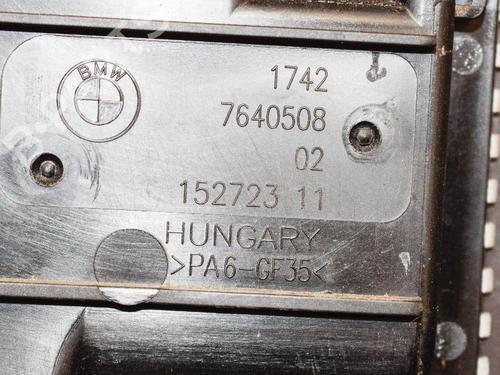 BMW
1742
7640508
02
152723 11
HUNGARY
>PA6-GF35<